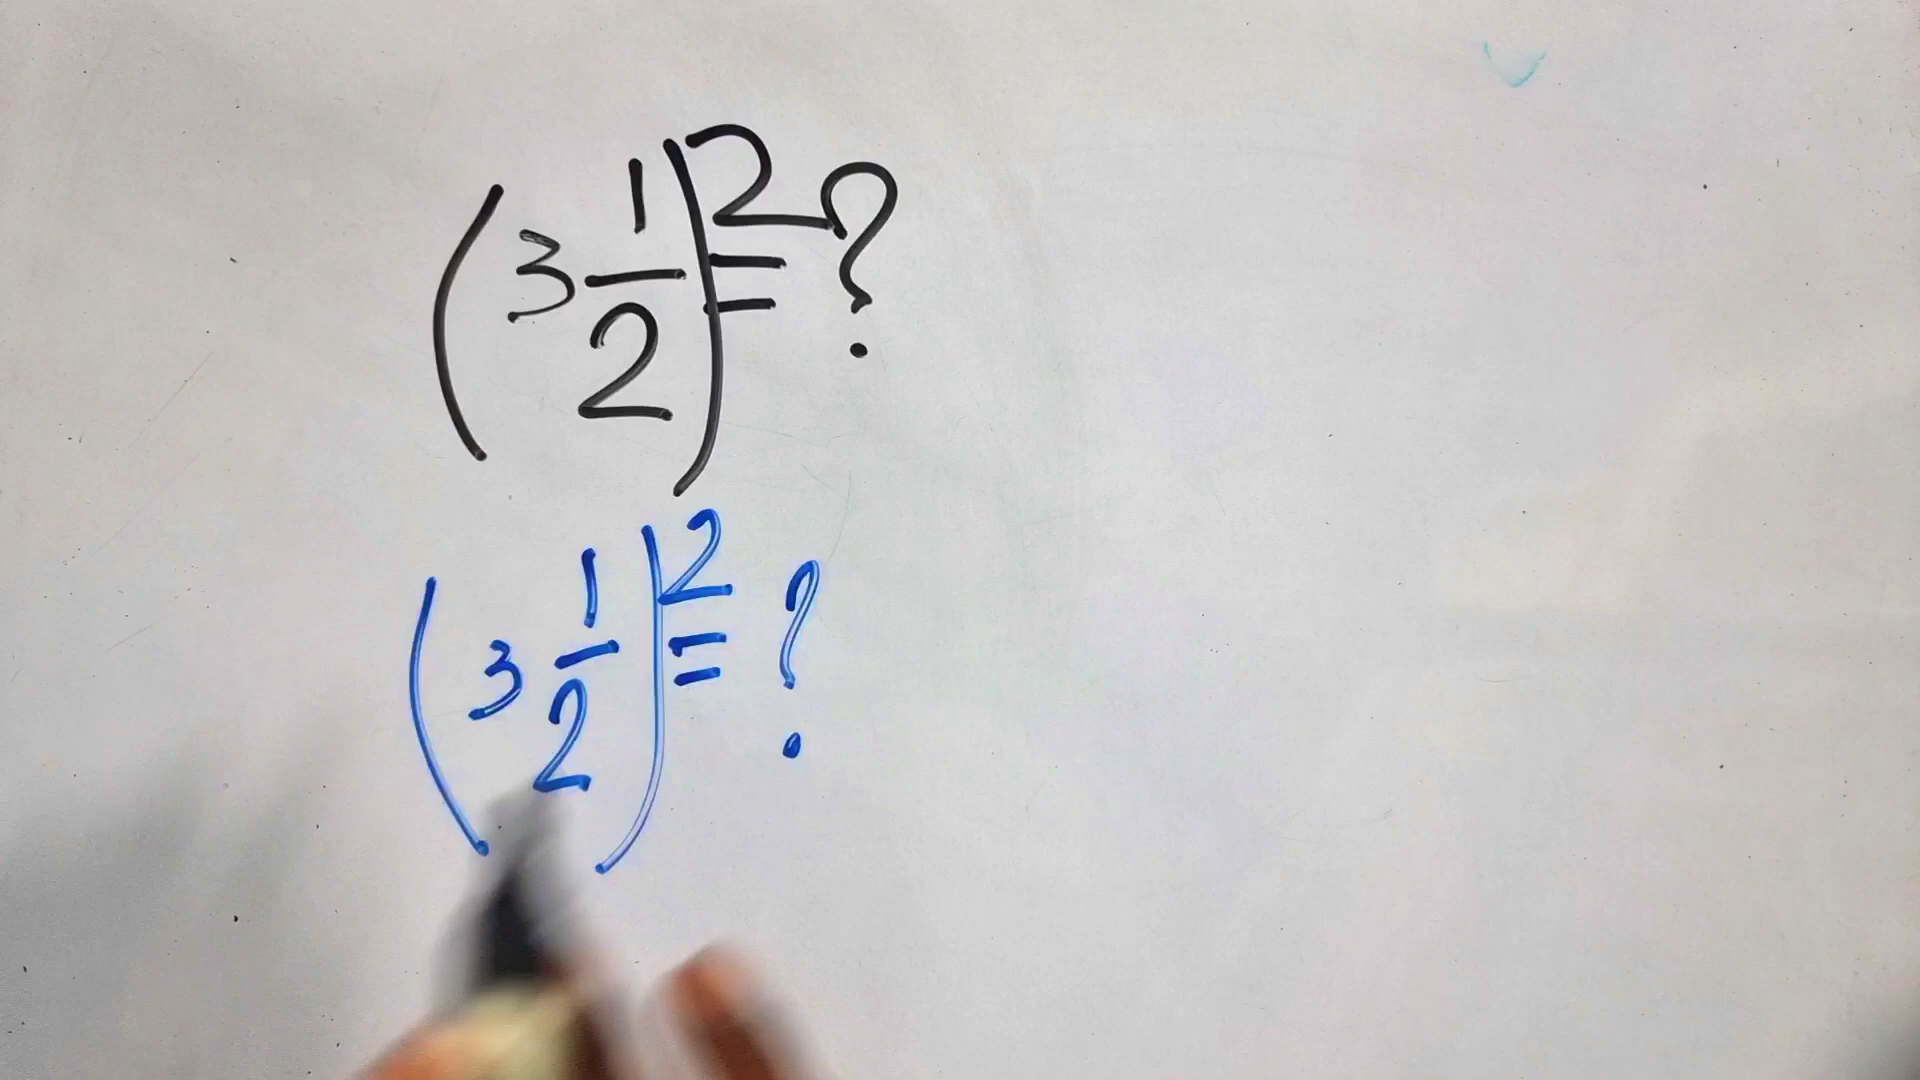 (3 1/2)² = ?
(3 1/2)² = ?